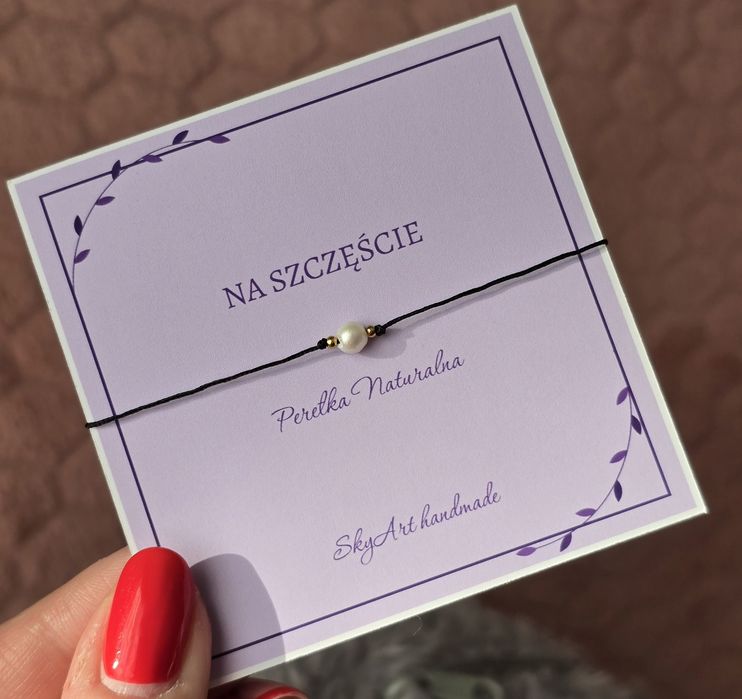 NA SZCZĘŚCIE
Perełka Naturalna
SkyArt handmade